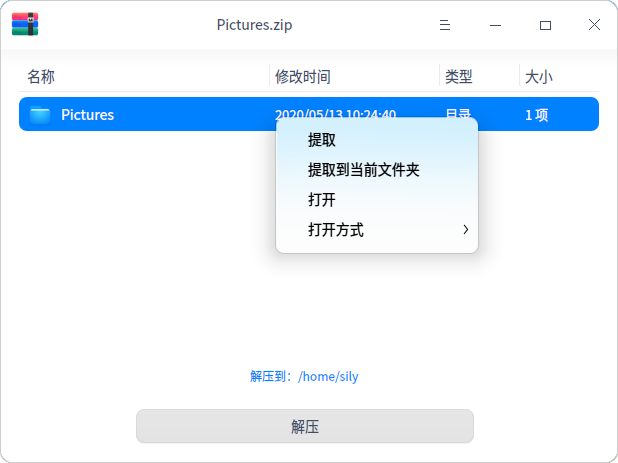 Pictures.zip
名称 修改时间 类型 大小
Pictures 2020/05/13 10:24:40 目录 1 项
提取
提取到当前文件夹
打开
打开方式
解压到：/home/sily
解压